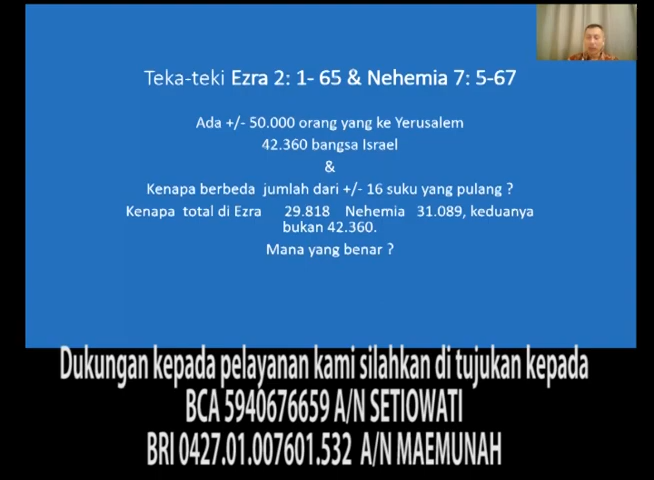 Teka-teki Ezra 2: 1- 65 & Nehemia 7: 5-67
Ada +/- 50.000 orang yang ke Yerusalem
42.360 bangsa Israel
&
Kenapa berbeda jumlah dari +/- 16 suku yang pulang ?
Kenapa total di Ezra 29.818 Nehemia 31.089, keduanya
bukan 42.360.
Mana yang benar ?
Dukungan kepada pelayanan kami silahkan di tujukan kepada
BCA 5940676659 A/N SETIOWATI
BRI 0427.01.007601.532 A/N MAEMUNAH